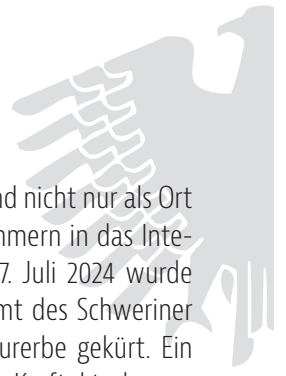 nd nicht nur als Ort
mmern in das Inte-
7. Juli 2024 wurde
mt des Schweriner
urerbe gekürt. Ein